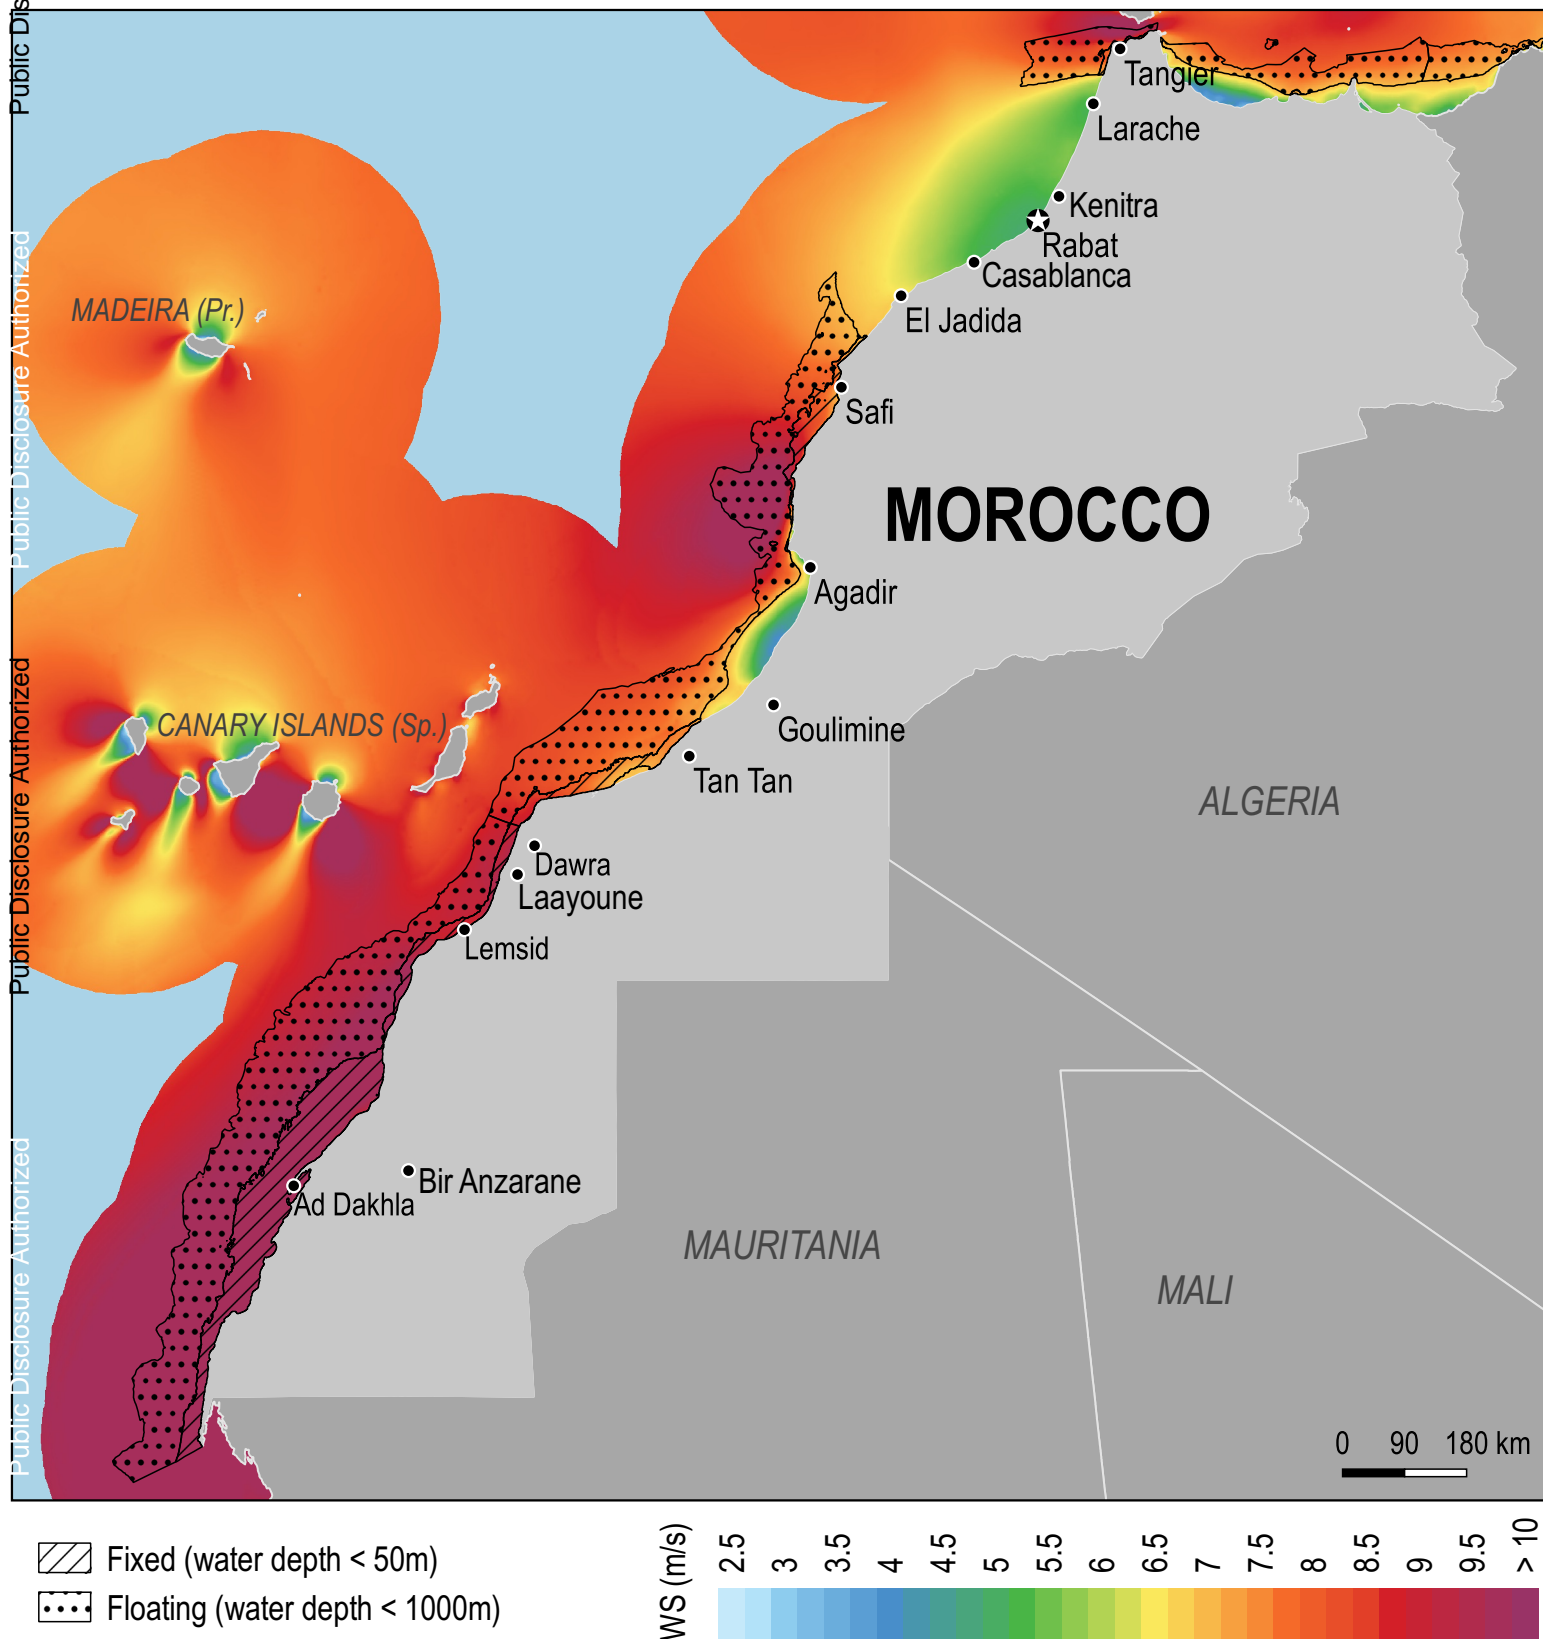 Public Dis
Tangier
Larache
Kenitra
Rabat
Casablanca
El Jadida
MADEIRA (Pr.)
Public Disclosure Authorized
Safi
MOROCCO
Agadir
Goulimine
CANARY ISLANDS (Sp.)
Tan Tan
ALGERIA
Public Disclosure Authorized
Dawra
Laayoune
Lemsid
Bir Anzarane
Ad Dakhla
MAURITANIA
MALI
Public Disclosure Authorized
0 90 180 km
Fixed (water depth < 50m)
Floating (water depth < 1000m)
WS (m/s)
2.5 3 3.5 4 4.5 5 5.5 6 6.5 7 7.5 8 8.5 9 9.5 > 10